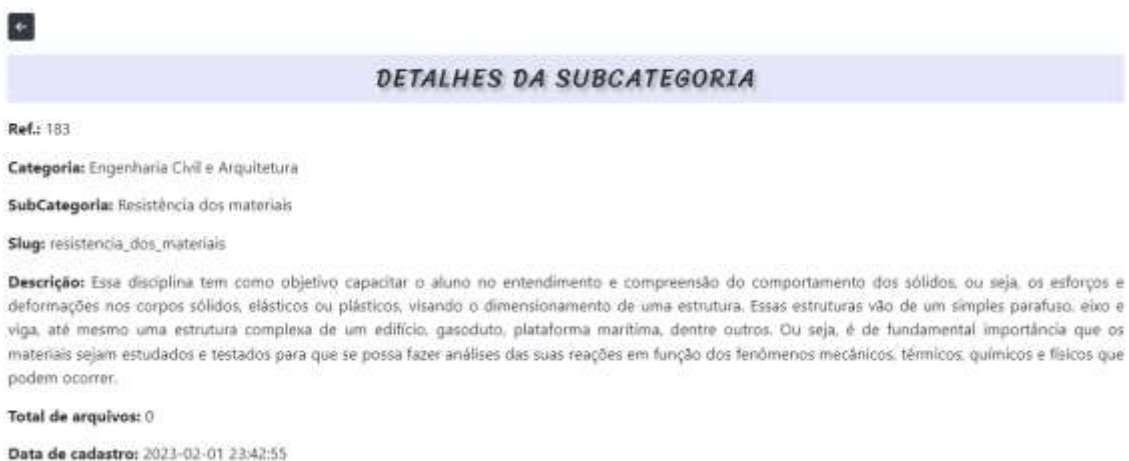 DETALHES DA SUBCATEGORIA
Ref.: 183
Categoria: Engenharia Civil e Arquitetura
SubCategoria: Resistência dos materiais
Slug: resistencia_dos_materiais
Descrição: Essa disciplina tem como objetivo capacitar o aluno no entendimento e compreensão do comportamento dos sólidos, ou seja, os esforços e
deformações nos corpos sólidos, elásticos ou plásticos, visando o dimensionamento de uma estrutura. Essas estruturas vão de um simples parafuso, eixo e
viga, até mesmo uma estrutura complexa de um edifício, gasoduto, plataforma marítima, dentre outros. Ou seja, é de fundamental importância que os
materiais sejam estudados e testados para que se possa fazer análises das suas reações em função dos fenômenos mecânicos, térmicos, químicos e físicos que
podem ocorrer.
Total de arquivos: 0
Data de cadastro: 2023-02-01 23:42:55